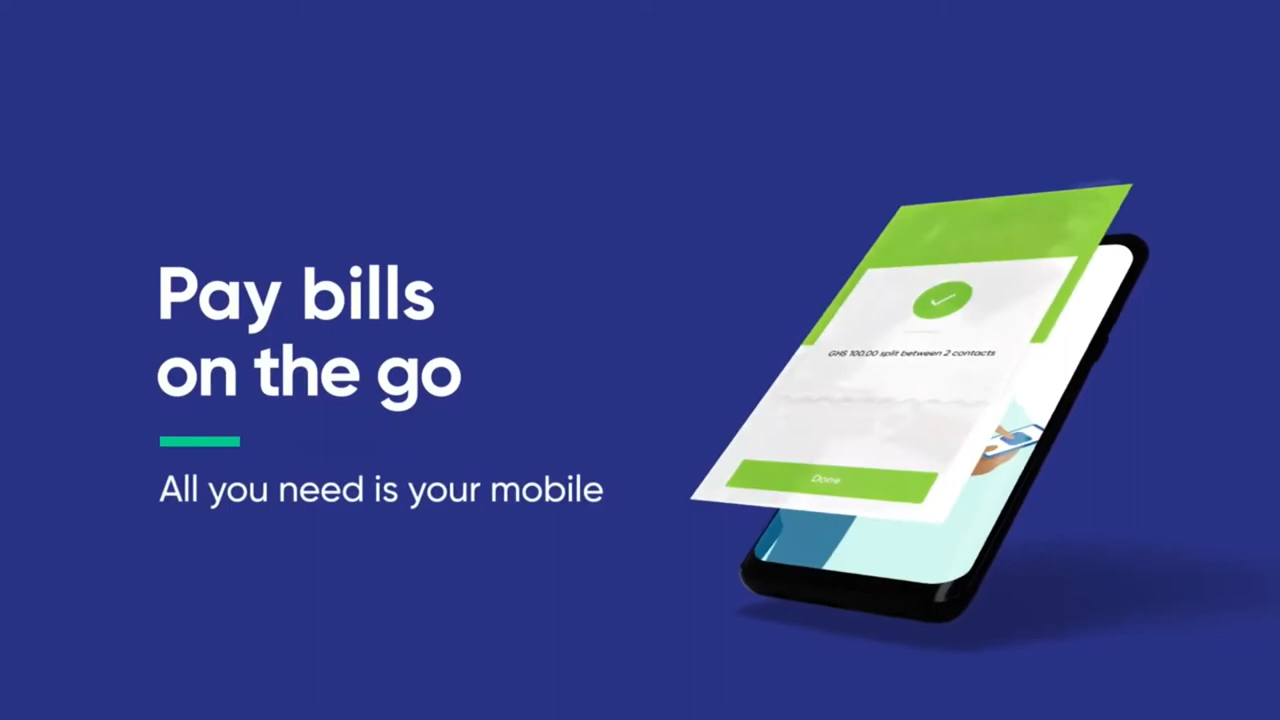 Pay bills
on the go
All you need is your mobile
GHS 100.00 split between 2 contacts
Done